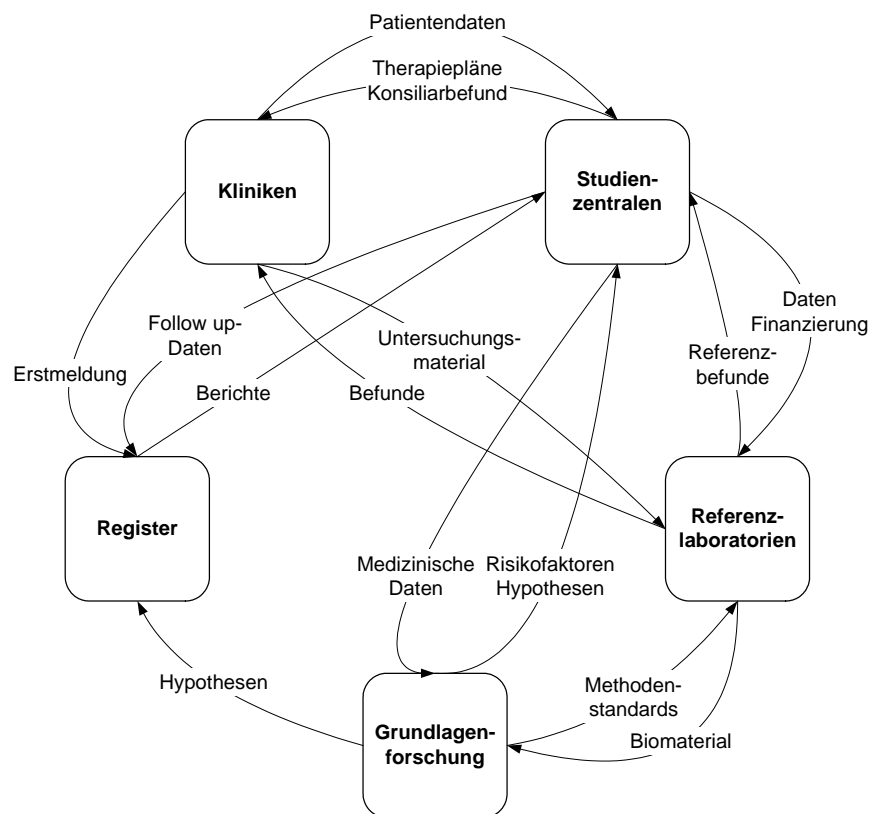 Patientendaten
Therapiepläne
Konsiliarbefund
Kliniken
Studien-
zentralen
Follow up-
Daten
Untersuchungs-
material
Daten
Finanzierung
Referenz-
befunde
Erstmeldung
Berichte
Befunde
Register
Referenz-
laboratorien
Medizinische
Daten
Risikofaktoren
Hypothesen
Hypothesen
Methoden-
standards
Grundlagen-
forschung
Biomaterial